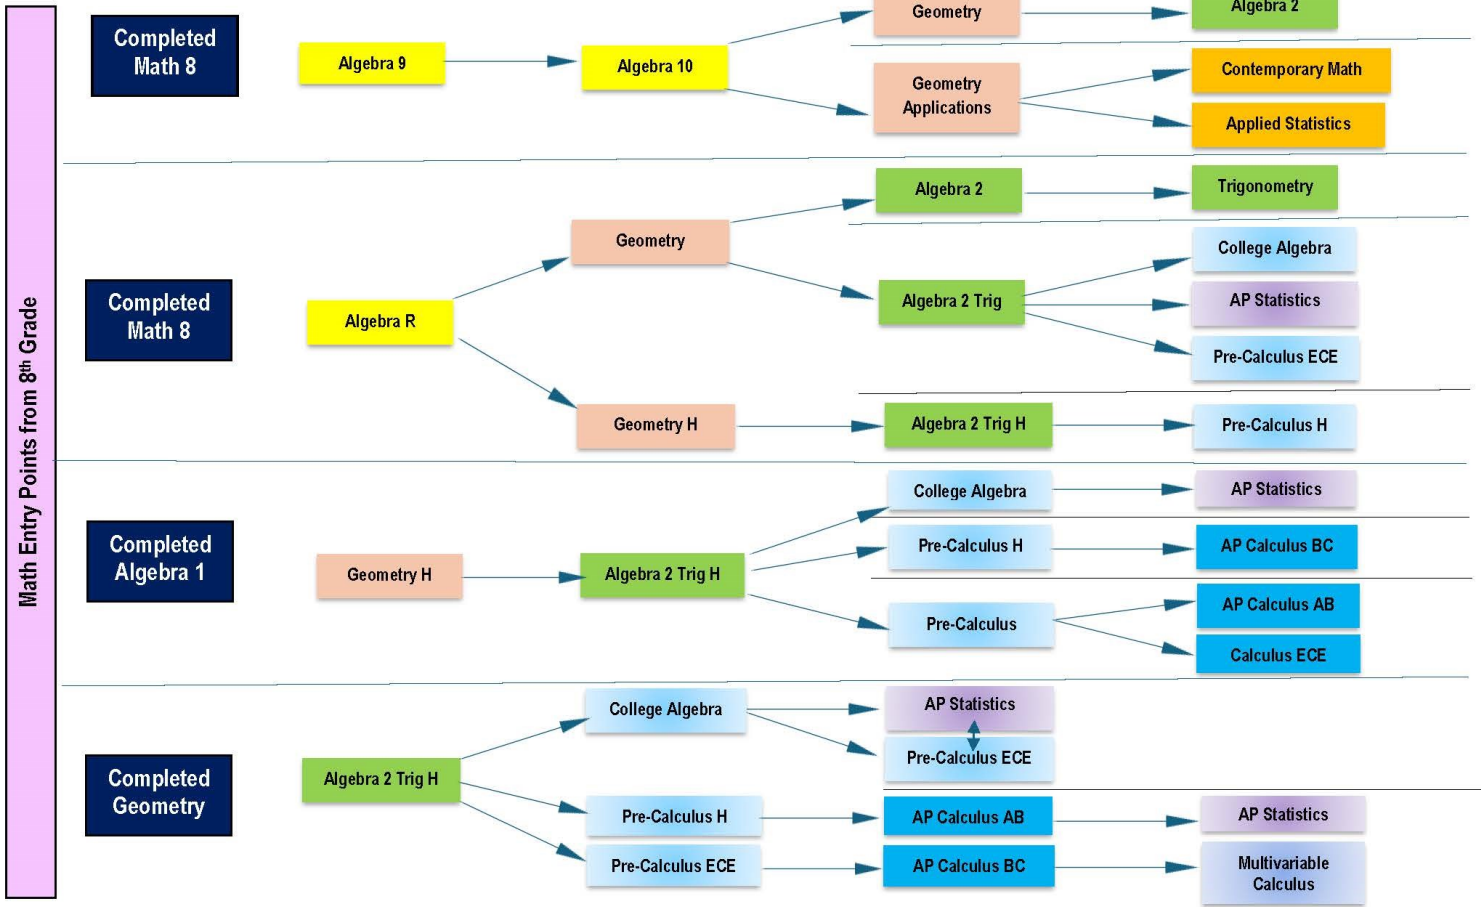 Math Entry Points from 8th Grade
Completed
Math 8
Algebra 9
Algebra 10
Geometry
Algebra 2
Geometry
Applications
Contemporary Math
Applied Statistics
Completed
Math 8
Algebra R
Geometry
Algebra 2
Trigonometry
Algebra 2 Trig
College Algebra
AP Statistics
Pre-Calculus ECE
Geometry H
Algebra 2 Trig H
Pre-Calculus H
Completed
Algebra 1
Geometry H
Algebra 2 Trig H
College Algebra
AP Statistics
Pre-Calculus H
AP Calculus BC
Pre-Calculus
AP Calculus AB
Calculus ECE
Completed
Geometry
Algebra 2 Trig H
College Algebra
AP Statistics
Pre-Calculus ECE
Pre-Calculus H
AP Calculus AB
AP Statistics
Pre-Calculus ECE
AP Calculus BC
Multivariable
Calculus